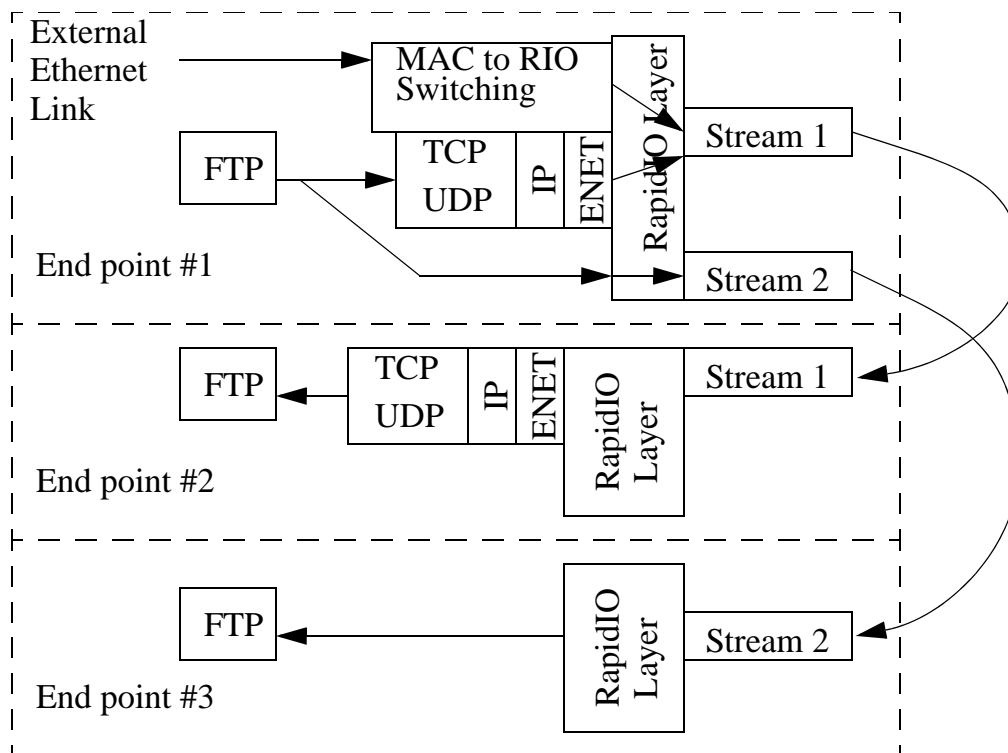 External
Ethernet
Link
MAC to RIO
Switching
FTP
TCP
UDP
IP
ENET
RapidIO Layer
Stream 1
Stream 2
End point #1
FTP
TCP
UDP
IP
ENET
RapidIO
Layer
Stream 1
End point #2
FTP
RapidIO
Layer
Stream 2
End point #3